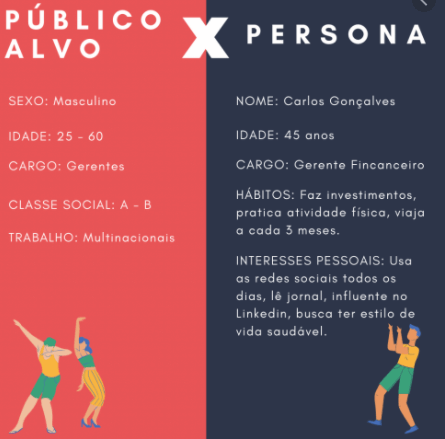 PÚBLICO
ALVO
X
PERSONA
SEXO: Masculino
IDADE: 25 - 60
CARGO: Gerentes
CLASSE SOCIAL: A - B
TRABALHO: Multinacionais
NOME: Carlos Gonçalves
IDADE: 45 anos
CARGO: Gerente Fincanceiro
HÁBITOS: Faz investimentos,
pratica atividade física, viaja
a cada 3 meses.
INTERESSES PESSOAIS: Usa
as redes sociais todos os
dias, lê jornal, influente no
Linkedin, busca ter estilo de
vida saudável.